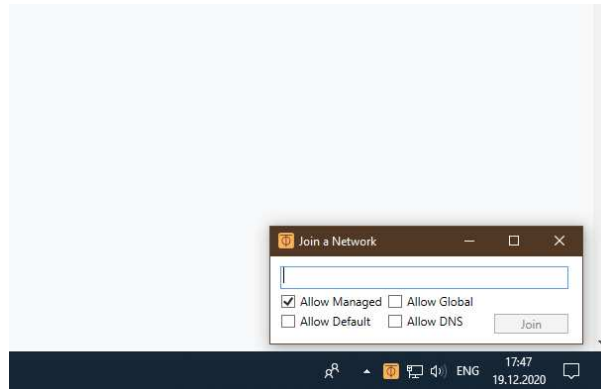 Join a Network
Allow Managed Allow Global
Allow Default Allow DNS Join
ENG 17:47
19.12.2020